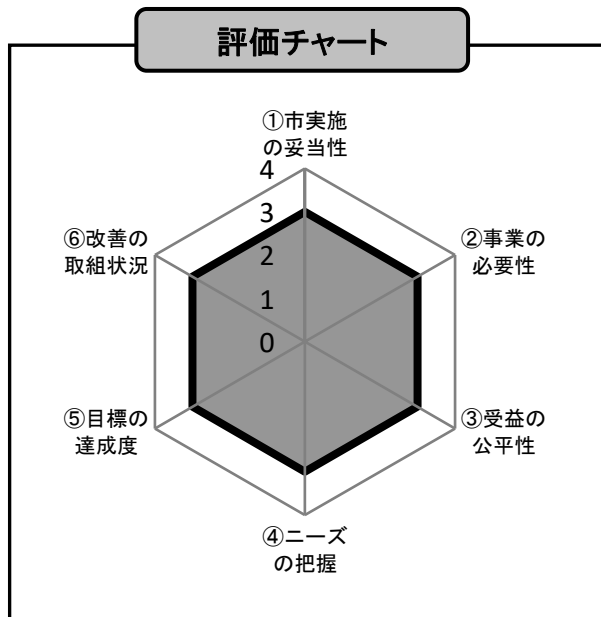 評価チャート
①市実施
の妥当性
4
3
2
1
0
②事業の
必要性
③受益の
公平性
④ニーズ
の把握
⑤目標の
達成度
⑥改善の
取組状況